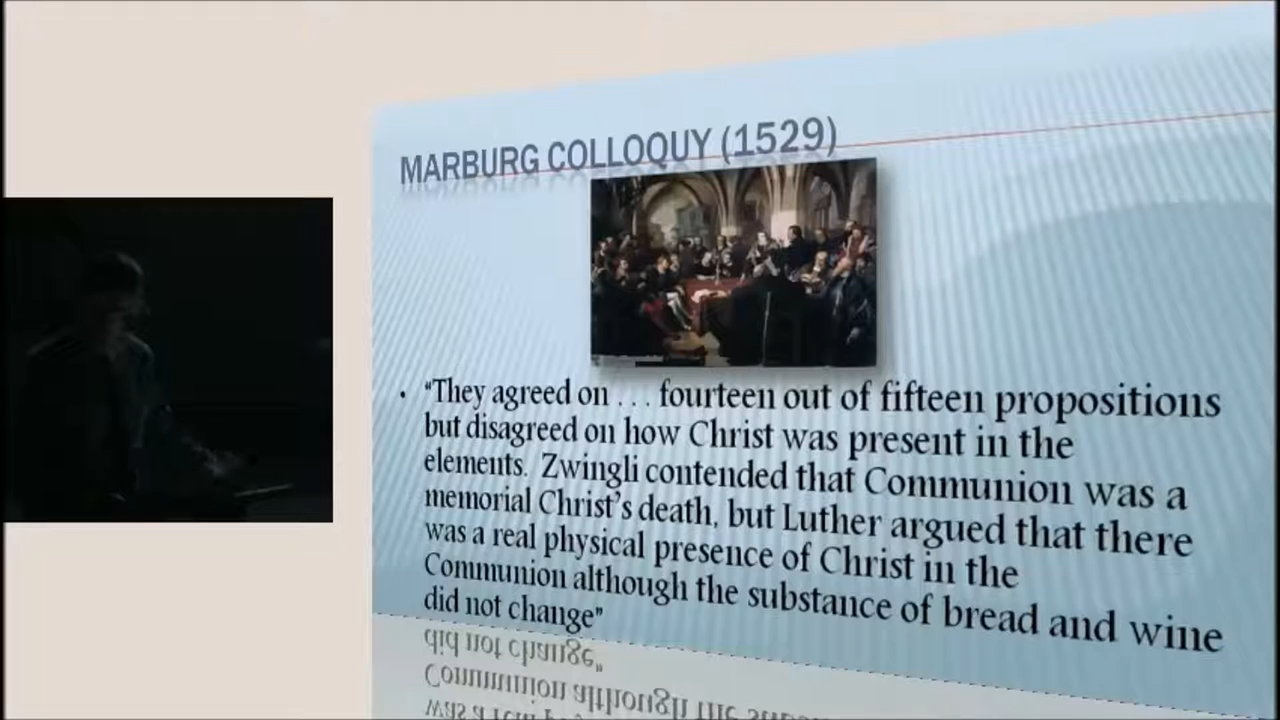 MARBURG COLLOQUY (1529)
• “They agreed on . . . fourteen out of fifteen propositions
but disagreed on how Christ was present in the
elements. Zwingli contended that Communion was a
memorial Christ’s death, but Luther argued that there
was a real physical presence of Christ in the
Communion although the substance of bread and wine
did not change”